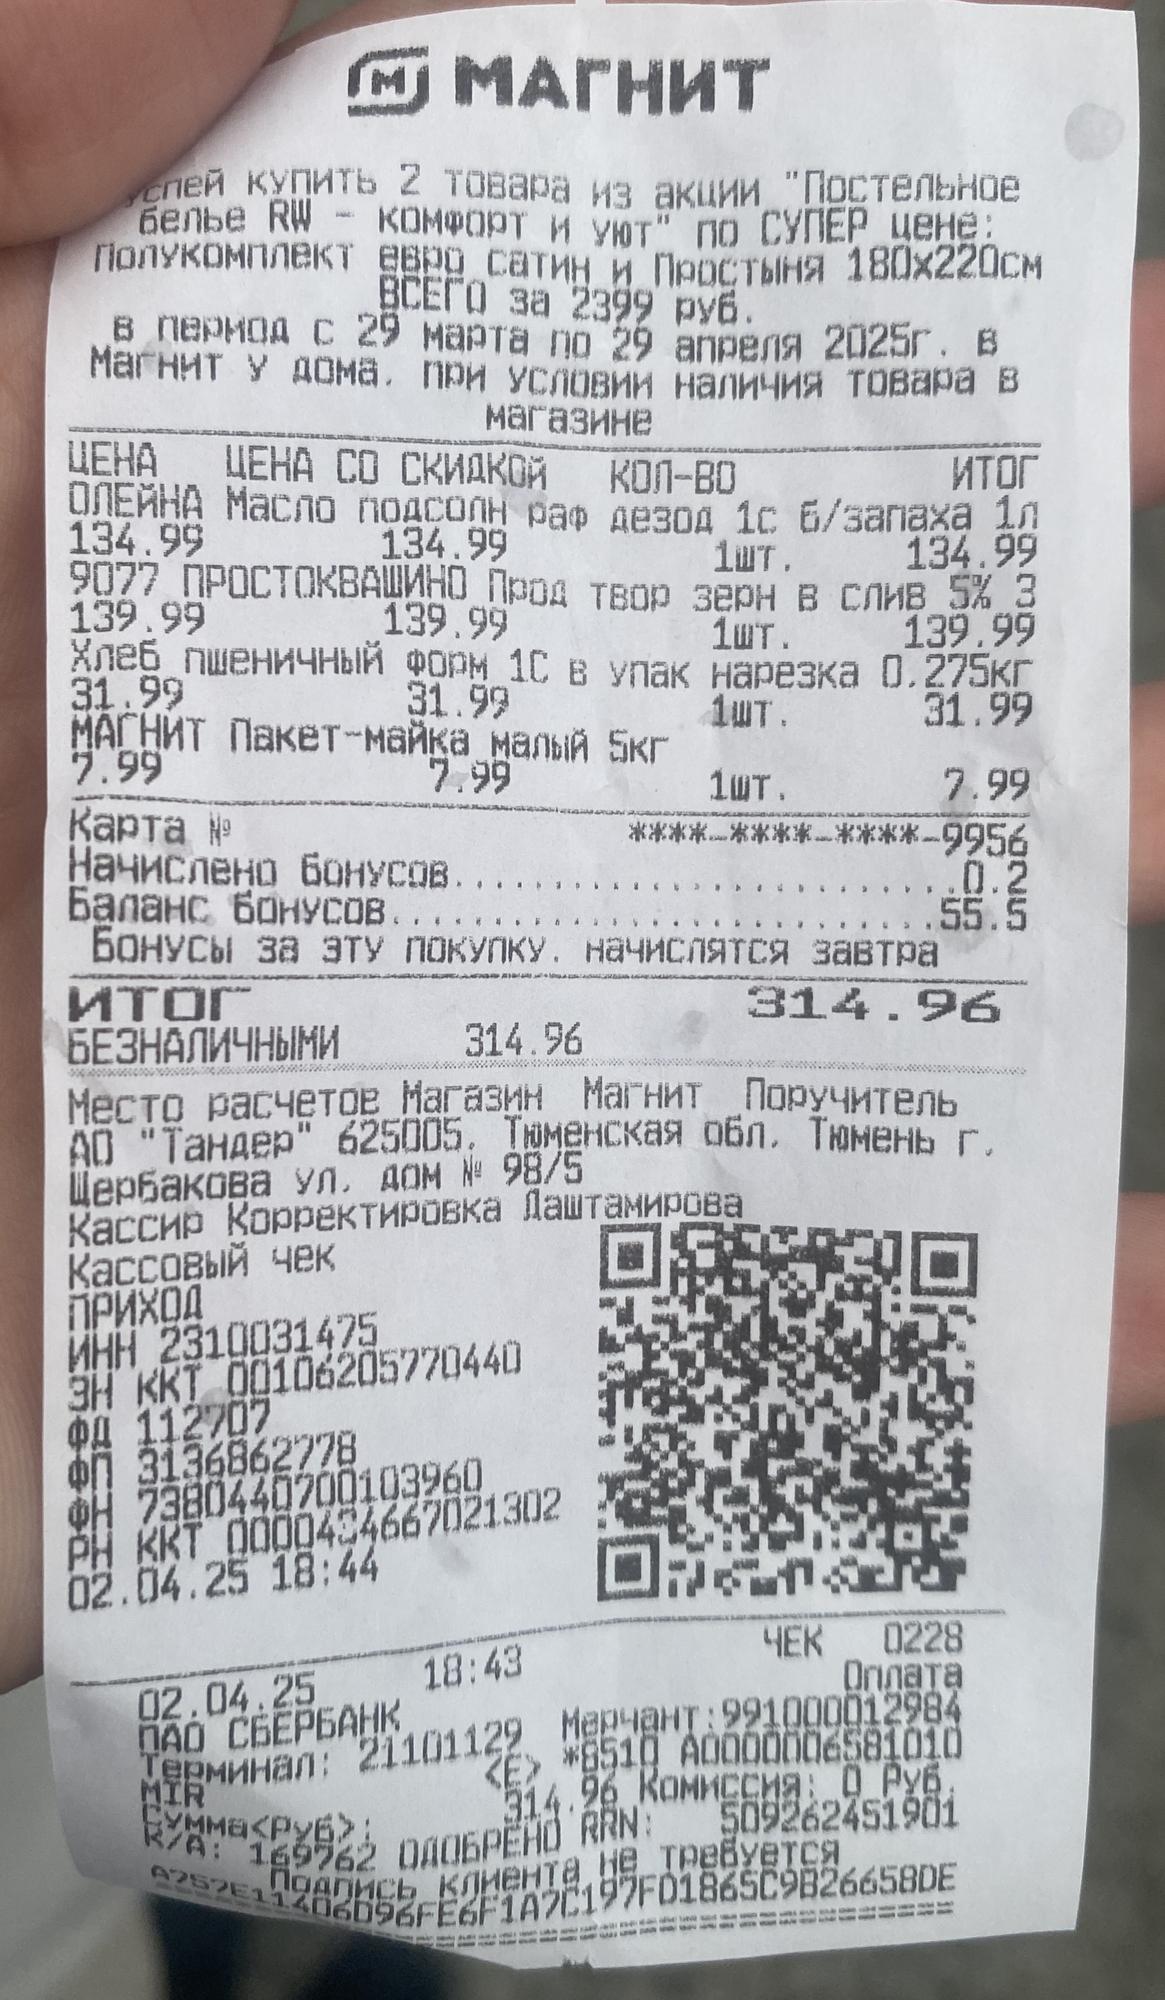 МАГНИТ
Успей купить 2 товара из акции "Постельное
белье RW - комфорт и уют" по СУПЕР цене:
Полукомплект евро сатин и Простыня 180х220см
ВСЕГО за 2399 руб.
в период с 29 марта по 29 апреля 2025г. в
Магнит у дома. при условии наличия товара в
магазине
ЦЕНА ЦЕНА СО СКИДКОЙ КОЛ-ВО ИТОГ
ОЛЕЙНА Масло подсолн раф дезод 1с б/запаха 1л
134.99 134.99 1шт. 134.99
9077 ПРОСТОКВАШИНО Прод твор зерн в слив 5% 3
139.99 139.99 1шт. 139.99
Хлеб пшеничный форм 1С в упак нарезка 0.275кг
31.99 31.99 1шт. 31.99
МАГНИТ Пакет-майка малый 5кг
7.99 7.99 1шт. 7.99
Карта № ****-****-****-9956
Начислено бонусов..........................0.2
Баланс бонусов............................55.5
Бонусы за эту покупку. начислятся завтра
ИТОГ 314.96
БЕЗНАЛИЧНЫМИ 314.96
Место расчетов Магазин Магнит Поручитель
АО "Тандер" 625005. Тюменская обл. Тюмень г.
Щербакова ул. дом № 98/5
Кассир Корректировка Даштамирова
Кассовый чек
ПРИХОД
ИНН 2310031475
ЗН ККТ 00106205770440
ФД 112707
ФП 3136862778
ФН 7380440700103960
РН ККТ 0000434667021302
02.04.25 18:44
02.04.25 18:43 ЧЕК 0228
ПАО СБЕРБАНК Оплата
Терминал: 21101129 Мерчант:991000012984
MIR <E> *8510 A0000006581010
Сумма<Руб>: 314.96 Комиссия: 0 Руб.
К/А: 169762 ОДОБРЕНО RRN: 509262451901
Подпись клиента не требуется
A757E11406D96FE6F1A7C197FD1865C9B26658DE